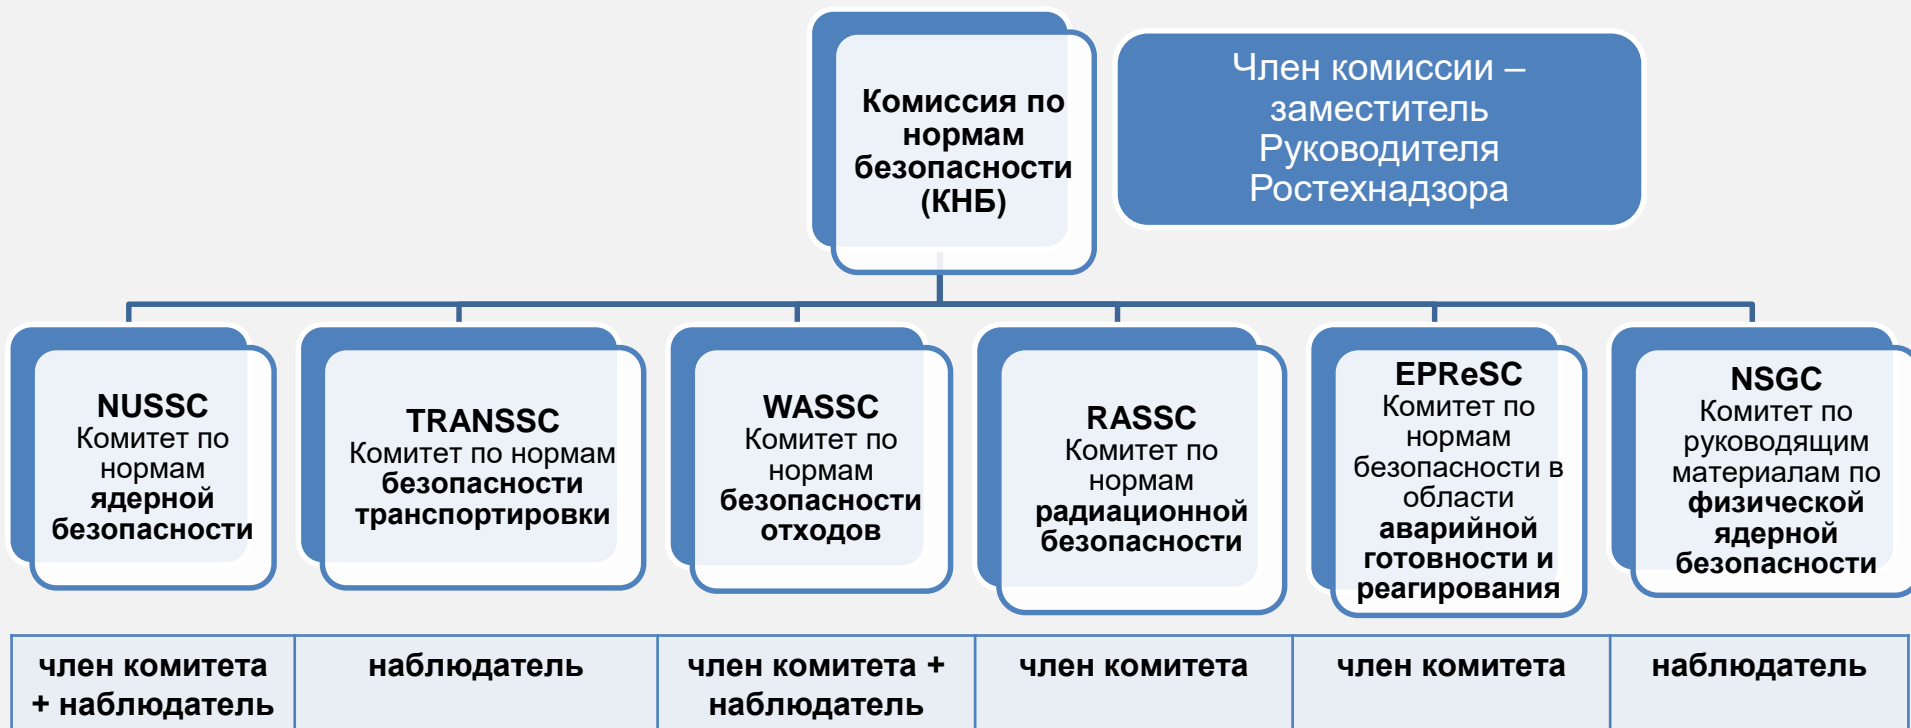 Комиссия по
нормам
безопасности
(КНБ)
Член комиссии –
заместитель
Руководителя
Ростехнадзора
NUSSC
Комитет по
нормам
ядерной
безопасности
TRANSSC
Комитет по нормам
безопасности
транспортировки
WASSC
Комитет по
нормам
безопасности
отходов
RASSC
Комитет по
нормам
радиационной
безопасности
EPReSC
Комитет по
нормам
безопасности в
области
аварийной
готовности и
реагирования
NSGC
Комитет по
руководящим
материалам по
физической
ядерной
безопасности
член комитета
+ наблюдатель
наблюдатель
член комитета +
наблюдатель
член комитета
член комитета
наблюдатель